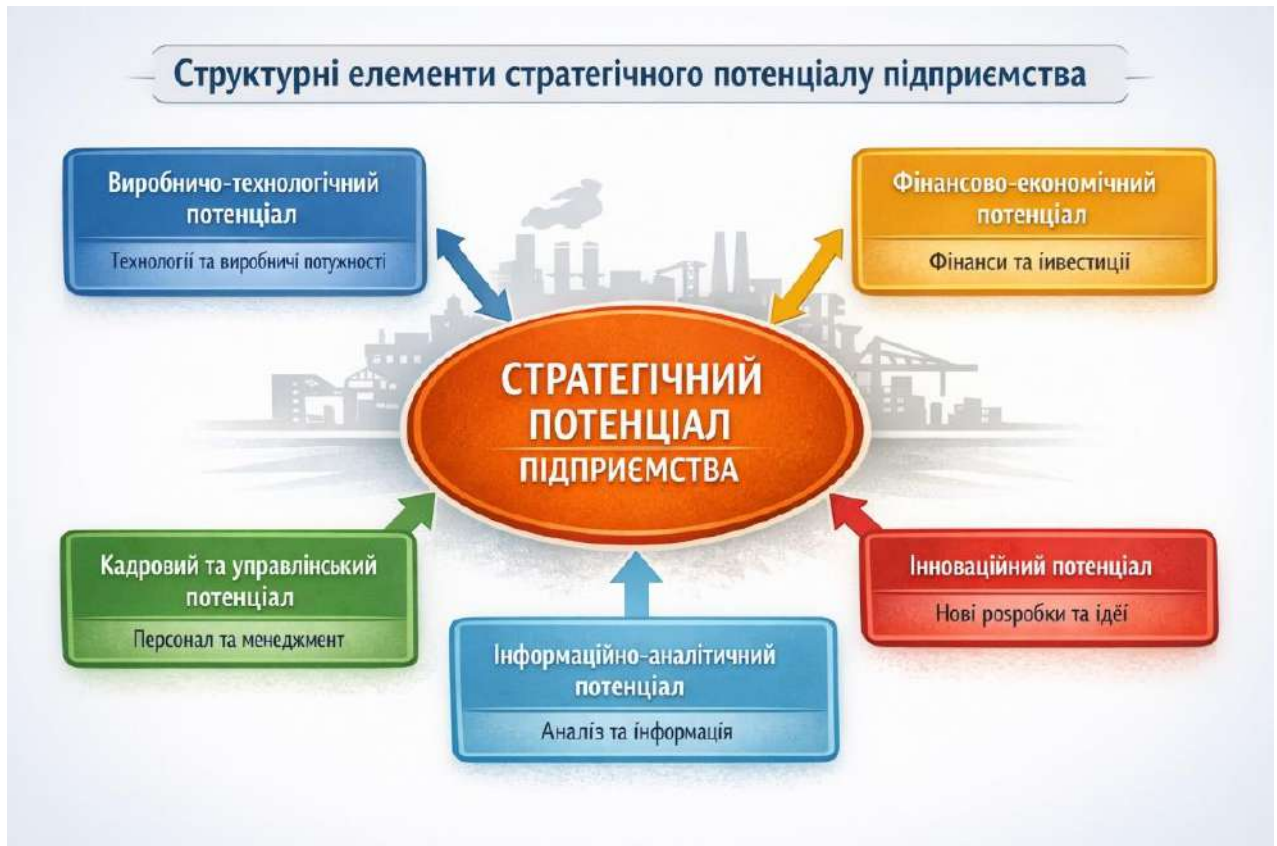 Структурні елементи стратегічного потенціалу підприємства
Виробничо-технологічний
потенціал
Технології та виробничі потужності
Фінансово-економічний
потенціал
Фінанси та інвестиції
СТРАТЕГІЧНИЙ
ПОТЕНЦІАЛ
ПІДПРИЄМСТВА
Кадровий та управлінський
потенціал
Персонал та менеджмент
Інформаційно-аналітичний
потенціал
Аналіз та інформація
Інноваційний потенціал
Нові розробки та ідєї